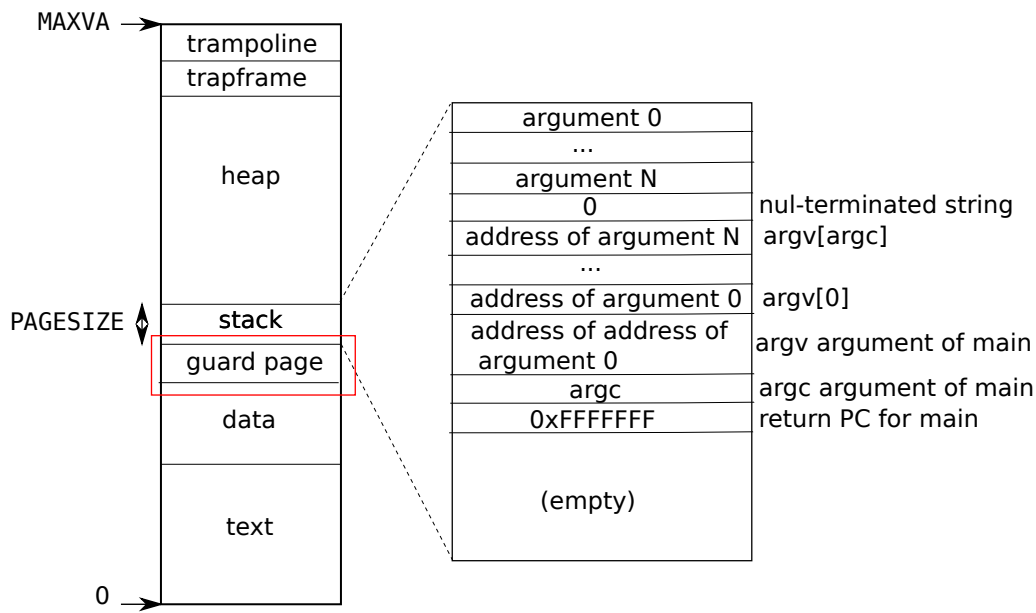 MAXVA
trampoline
trapframe
heap
PAGESIZE
stack
guard page
data
text
0
argument 0
...
argument N
0 nul-terminated string
address of argument N argv[argc]
...
address of argument 0 argv[0]
address of address of
argument 0
argv argument of main
argc argc argument of main
0xFFFFFFF return PC for main
(empty)